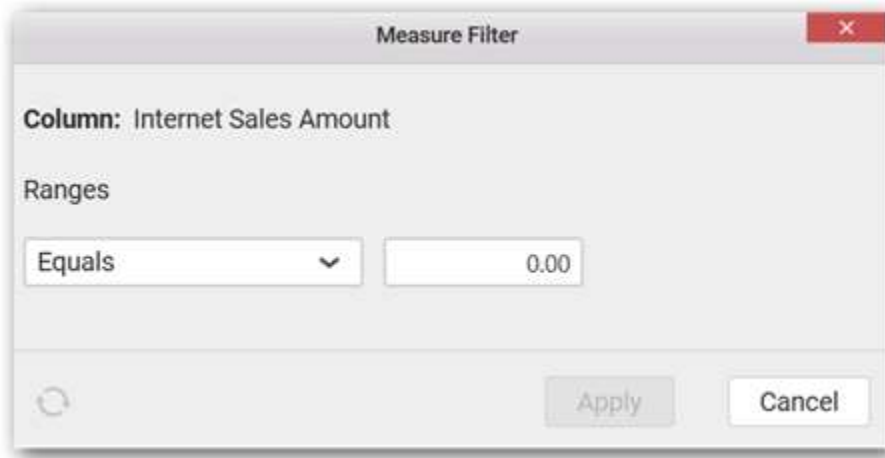 Measure Filter
Column: Internet Sales Amount
Ranges
Equals 0.00
Apply Cancel